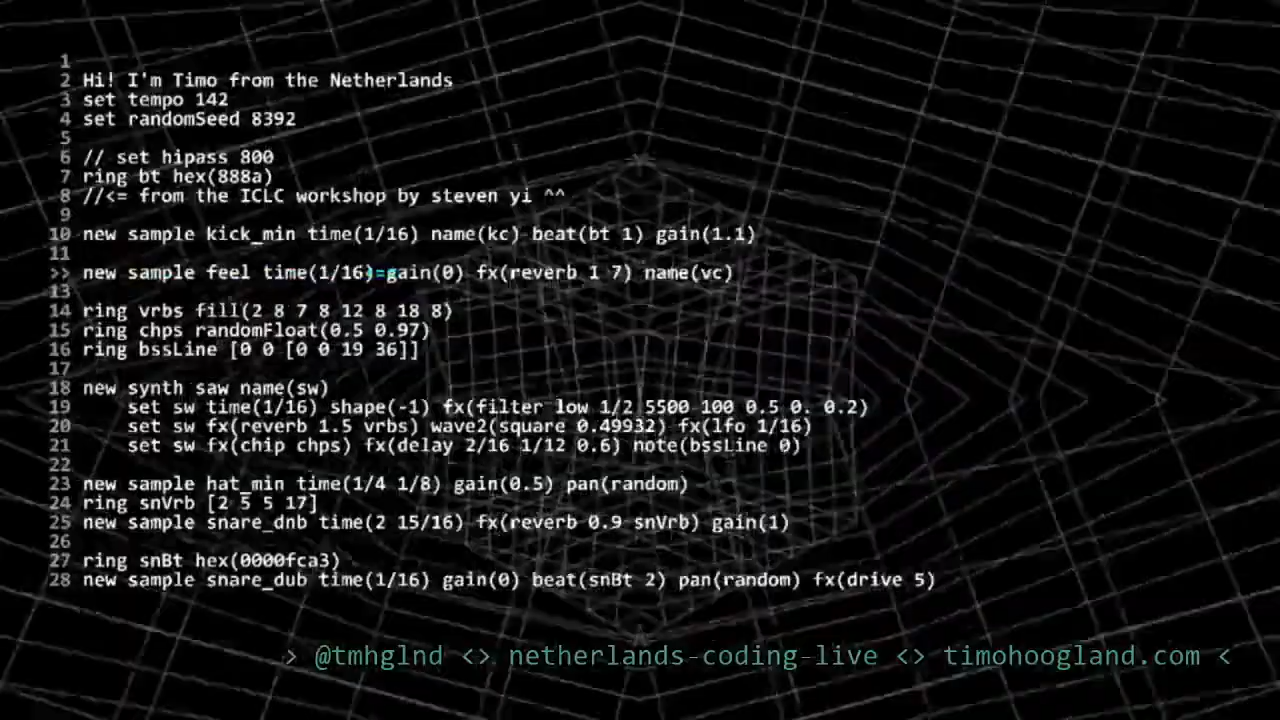 1
2 Hi! I'm Timo from the Netherlands
3 set tempo 142
4 set randomSeed 8392
5
6 // set hipass 800
7 ring bt hex(888a)
8 //<= from the ICLC workshop by steven yi ^^
9
10 new sample kick_min time(1/16) name(kc) beat(bt 1) gain(1.1)
11
>> new sample feel time(1/16)=gain(0) fx(reverb 1 7) name(vc)
13
14 ring vrbs fill(2 8 7 8 12 8 18 8)
15 ring chps randomFloat(0.5 0.97)
16 ring bssLine [0 0 [0 0 19 36]]
17
18 new synth saw name(sw)
19 set sw time(1/16) shape(-1) fx(filter low 1/2 5500 100 0.5 0. 0.2)
20 set sw fx(reverb 1.5 vrbs) wave2(square 0.49932) fx(lfo 1/16)
21 set sw fx(chip chps) fx(delay 2/16 1/12 0.6) note(bssLine 0)
22
23 new sample hat_min time(1/4 1/8) gain(0.5) pan(random)
24 ring snVrb [2 5 5 17]
25 new sample snare_dnb time(2 15/16) fx(reverb 0.9 snVrb) gain(1)
26
27 ring snBt hex(0000fca3)
28 new sample snare_dub time(1/16) gain(0) beat(snBt 2) pan(random) fx(drive 5)
> @tmhglnd <> netherlands-coding-live <> timohoogland.com <